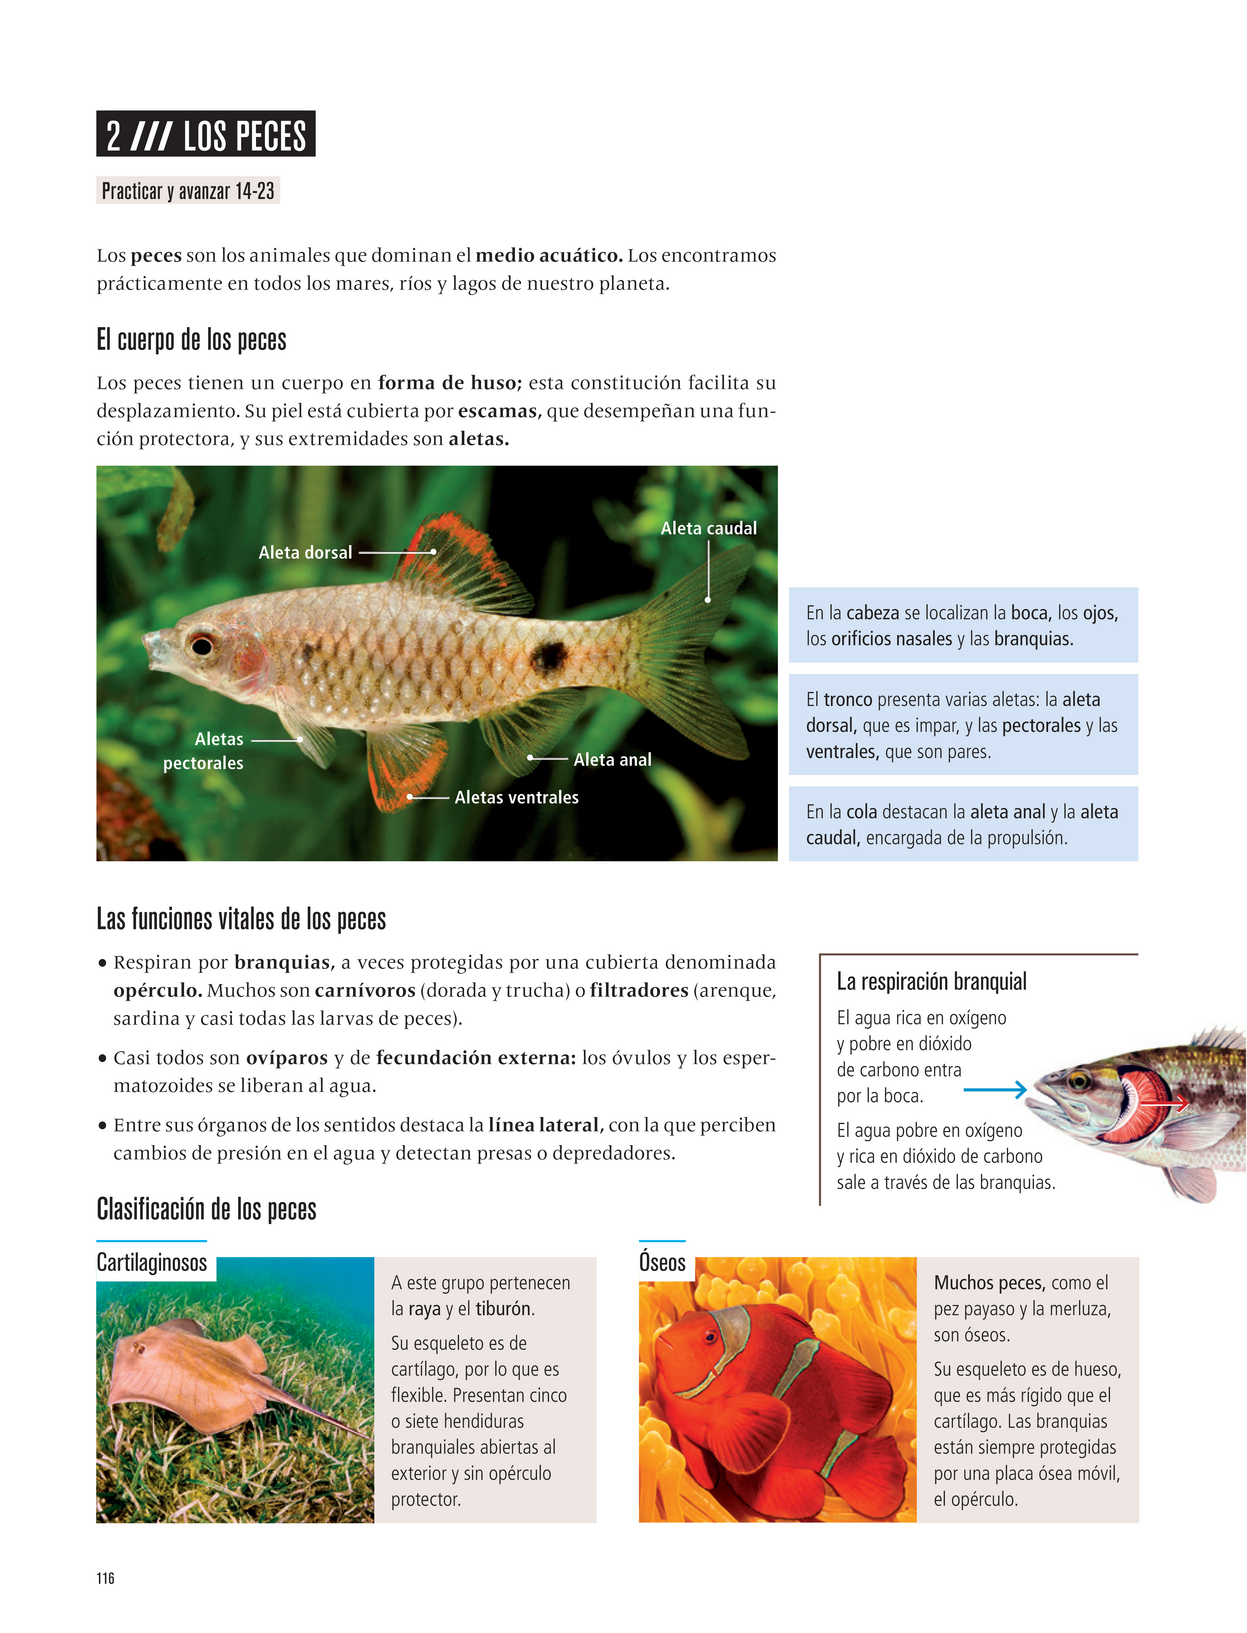 2 /// LOS PECES
Practicar y avanzar 14-23
Los peces son los animales que dominan el medio acuático. Los encontramos
prácticamente en todos los mares, ríos y lagos de nuestro planeta.
El cuerpo de los peces
Los peces tienen un cuerpo en forma de huso; esta constitución facilita su
desplazamiento. Su piel está cubierta por escamas, que desempeñan una fun-
ción protectora, y sus extremidades son aletas.
Aleta caudal
Aleta dorsal
Aletas
pectorales
Aleta anal
Aletas ventrales
En la cabeza se localizan la boca, los ojos,
los orificios nasales y las branquias.
El tronco presenta varias aletas: la aleta
dorsal, que es impar, y las pectorales y las
ventrales, que son pares.
En la cola destacan la aleta anal y la aleta
caudal, encargada de la propulsión.
Las funciones vitales de los peces
• Respiran por branquias, a veces protegidas por una cubierta denominada
opérculo. Muchos son carnívoros (dorada y trucha) o filtradores (arenque,
sardina y casi todas las larvas de peces).
• Casi todos son ovíparos y de fecundación externa: los óvulos y los esper-
matozoides se liberan al agua.
• Entre sus órganos de los sentidos destaca la línea lateral, con la que perciben
cambios de presión en el agua y detectan presas o depredadores.
La respiración branquial
El agua rica en oxígeno
y pobre en dióxido
de carbono entra
por la boca.
El agua pobre en oxígeno
y rica en dióxido de carbono
sale a través de las branquias.
Clasificación de los peces
Cartilaginosos
A este grupo pertenecen
la raya y el tiburón.
Su esqueleto es de
cartílago, por lo que es
flexible. Presentan cinco
o siete hendiduras
branquiales abiertas al
exterior y sin opérculo
protector.
Óseos
Muchos peces, como el
pez payaso y la merluza,
son óseos.
Su esqueleto es de hueso,
que es más rígido que el
cartílago. Las branquias
están siempre protegidas
por una placa ósea móvil,
el opérculo.
116